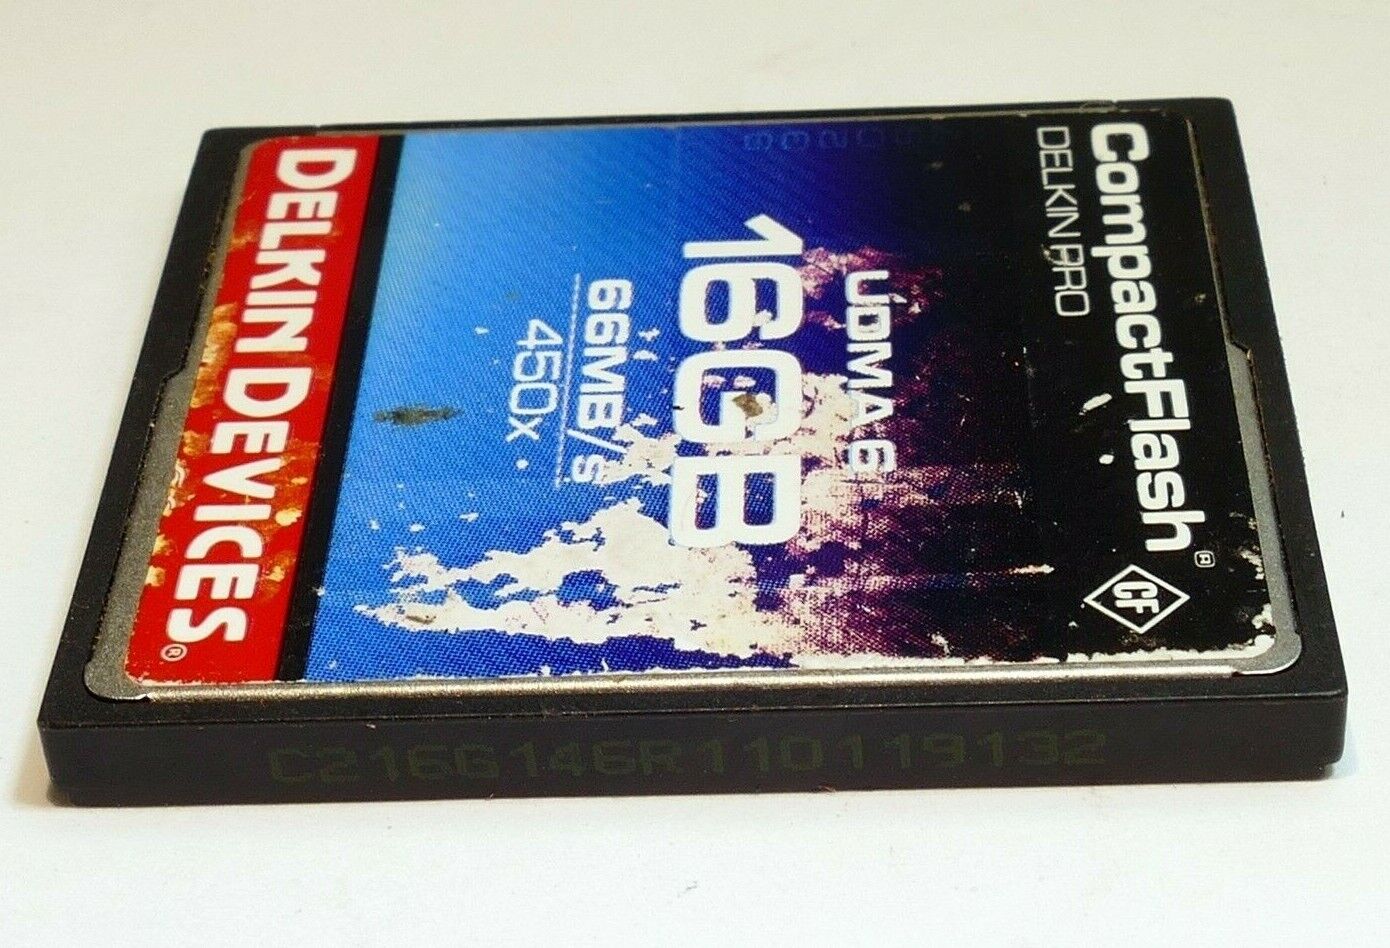 CompactFlash®
DELKIN PRO
CF
UDMA 6
16GB
66MB/s
450x
DELKIN DEVICES®
C216G146R110119132